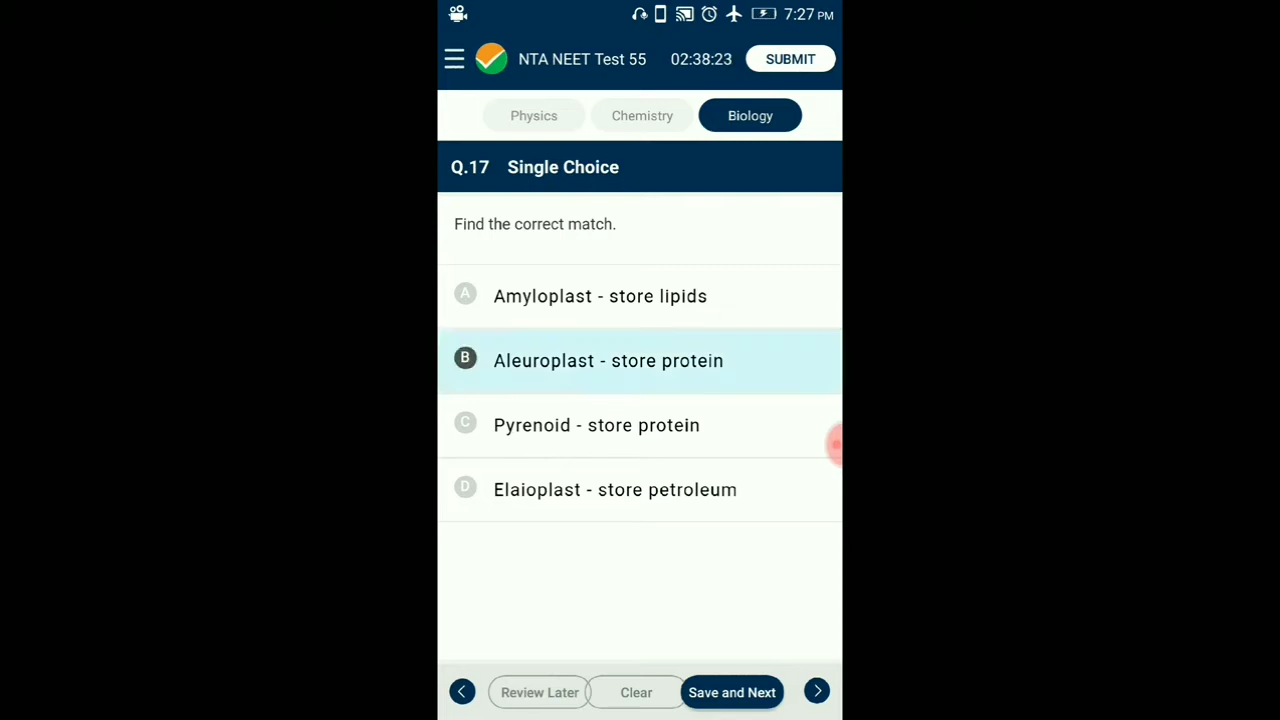 7:27 PM
NTA NEET Test 55 02:38:23 SUBMIT
Physics Chemistry Biology
Q.17 Single Choice
Find the correct match.
A Amyloplast - store lipids
B Aleuroplast - store protein
C Pyrenoid - store protein
D Elaioplast - store petroleum
Review Later Clear Save and Next